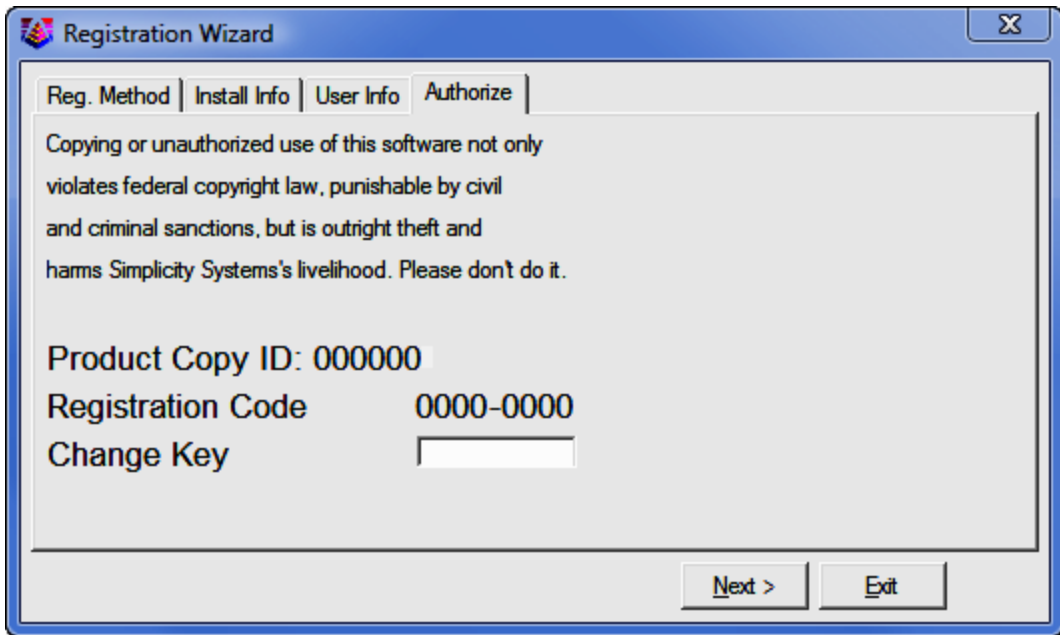 Registration Wizard
Reg. Method Install Info User Info Authorize
Copying or unauthorized use of this software not only
violates federal copyright law, punishable by civil
and criminal sanctions, but is outright theft and
harms Simplicity Systems's livelihood. Please don't do it.
Product Copy ID: 000000
Registration Code 0000-0000
Change Key
Next > Exit